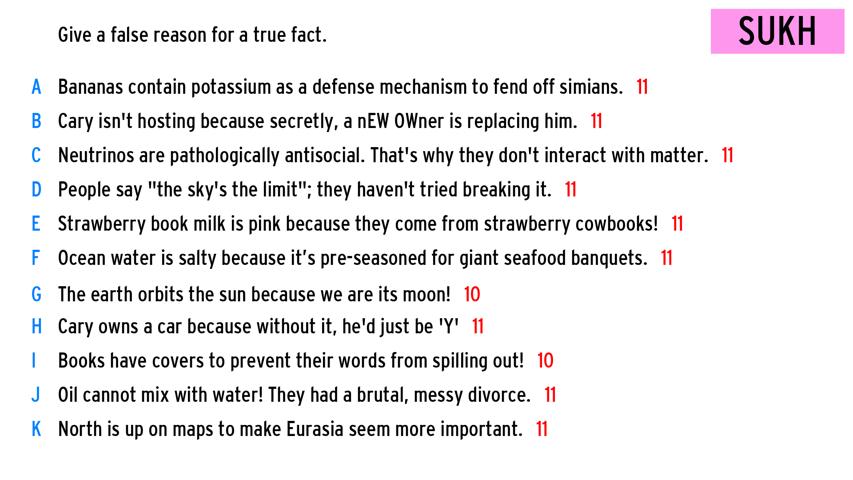 Give a false reason for a true fact.
SUKH
A Bananas contain potassium as a defense mechanism to fend off simians. 11
B Cary isn't hosting because secretly, a nEW OWner is replacing him. 11
C Neutrinos are pathologically antisocial. That's why they don't interact with matter. 11
D People say "the sky's the limit"; they haven't tried breaking it. 11
E Strawberry book milk is pink because they come from strawberry cowbooks! 11
F Ocean water is salty because it’s pre-seasoned for giant seafood banquets. 11
G The earth orbits the sun because we are its moon! 10
H Cary owns a car because without it, he'd just be 'Y' 11
I Books have covers to prevent their words from spilling out! 10
J Oil cannot mix with water! They had a brutal, messy divorce. 11
K North is up on maps to make Eurasia seem more important. 11